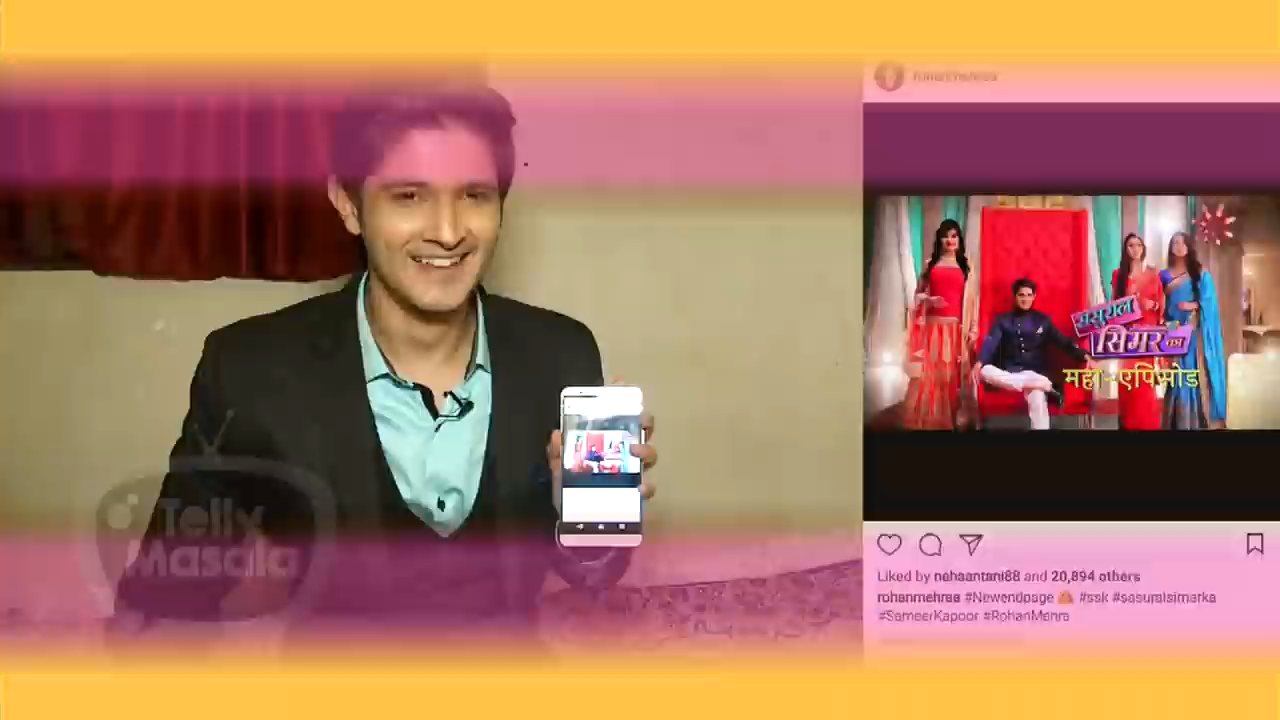 Telly
Masala
ससुराल
सिमर का
महा-एपिसोड
Liked by nehaantani88 and 20,894 others
rohanmehraa #Newendpage 🙈 #ssk #sasuralsimarka
#SameerKapoor #RohanMehra